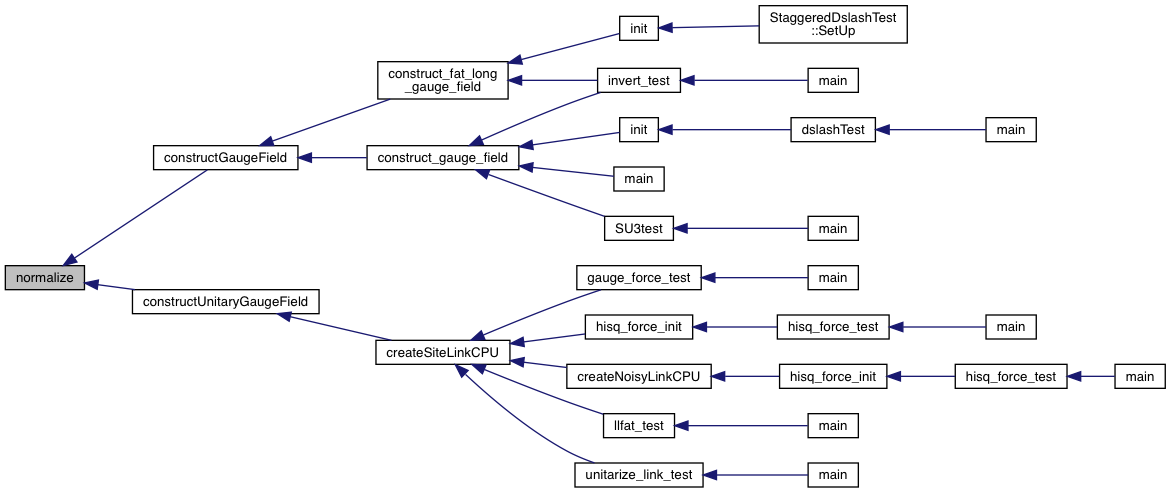 StaggeredDslashTest
::SetUp
init
construct_fat_long
_gauge_field
invert_test
main
init
dslashTest
main
constructGaugeField
construct_gauge_field
main
SU3test
main
normalize
gauge_force_test
main
constructUnitaryGaugeField
hisq_force_init
hisq_force_test
main
createSiteLinkCPU
createNoisyLinkCPU
hisq_force_init
hisq_force_test
main
llfat_test
main
unitarize_link_test
main